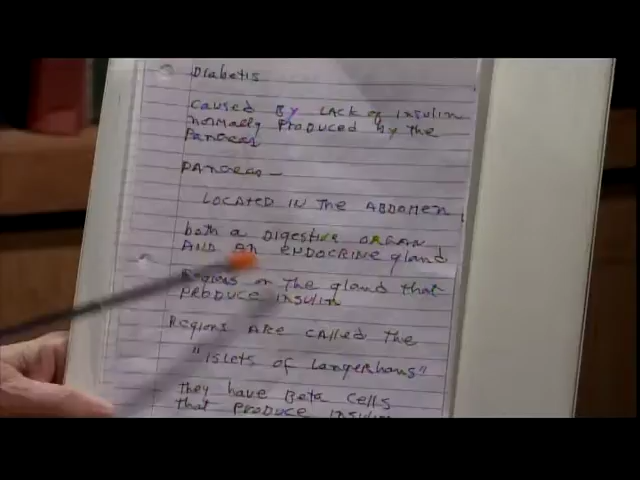 Diabetis
caused By LACK of insulin
normally PRODUCED by the
PANCREAS
PANCREAS —
LOCATED IN THE ABDOMEN
both a DIGESTIVE ORGAN
AND an ENDOCRINE gland
Regions on The gland that
PRODUCE insulin
Regions ARE CALLED The
"islets of Langerhans"
They have Beta Cells
that PRODUCE insulin